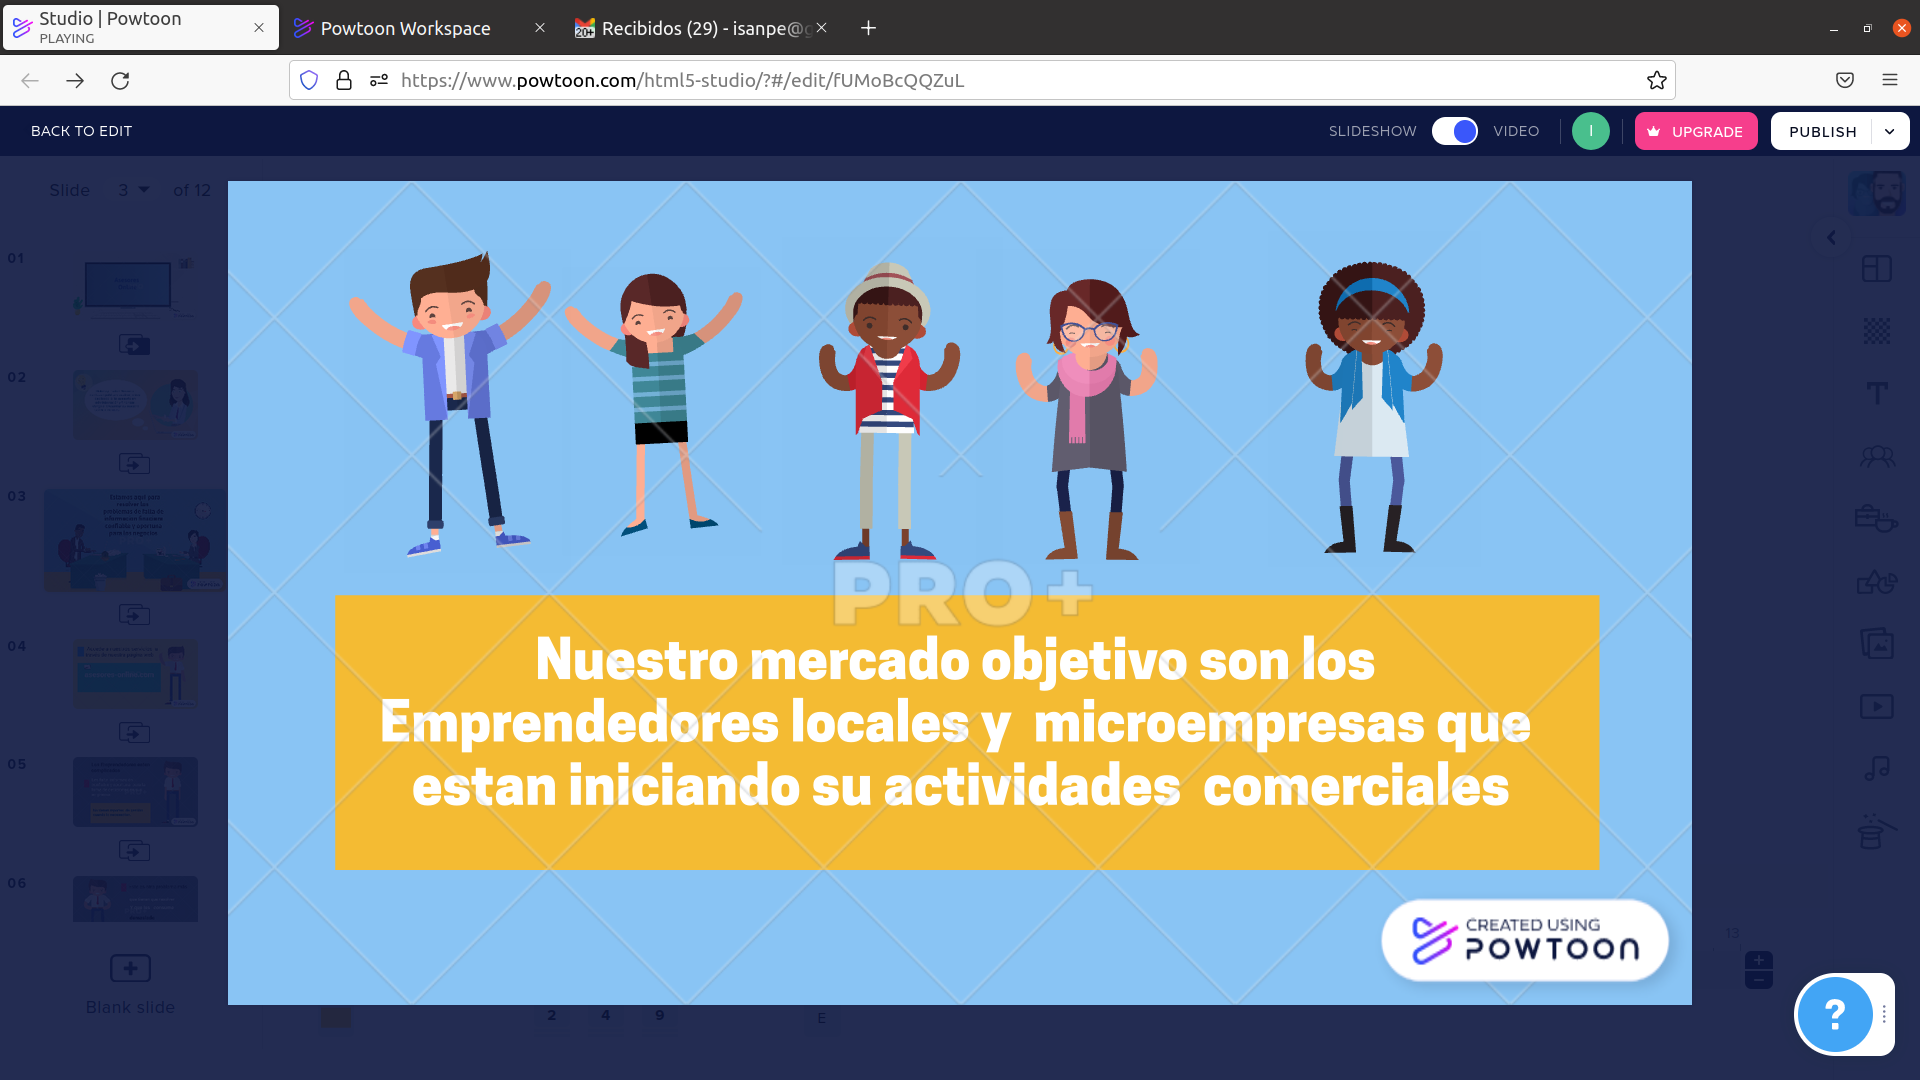 Studio | Powtoon
PLAYING
Powtoon Workspace
20+
Recibidos (29) - isanpe@g
https://www.powtoon.com/html5-studio/?#/edit/fUMoBcQQZuL
BACK TO EDIT
SLIDESHOW
VIDEO
I
UPGRADE
PUBLISH
Slide 3 of 12
01
02
03
04
05
06
Blank slide
PRO+
Nuestro mercado objetivo son los
Emprendedores locales y microempresas que
estan iniciando su actividades comerciales
CREATED USING
POWTOON
13
2 4 9
E
?